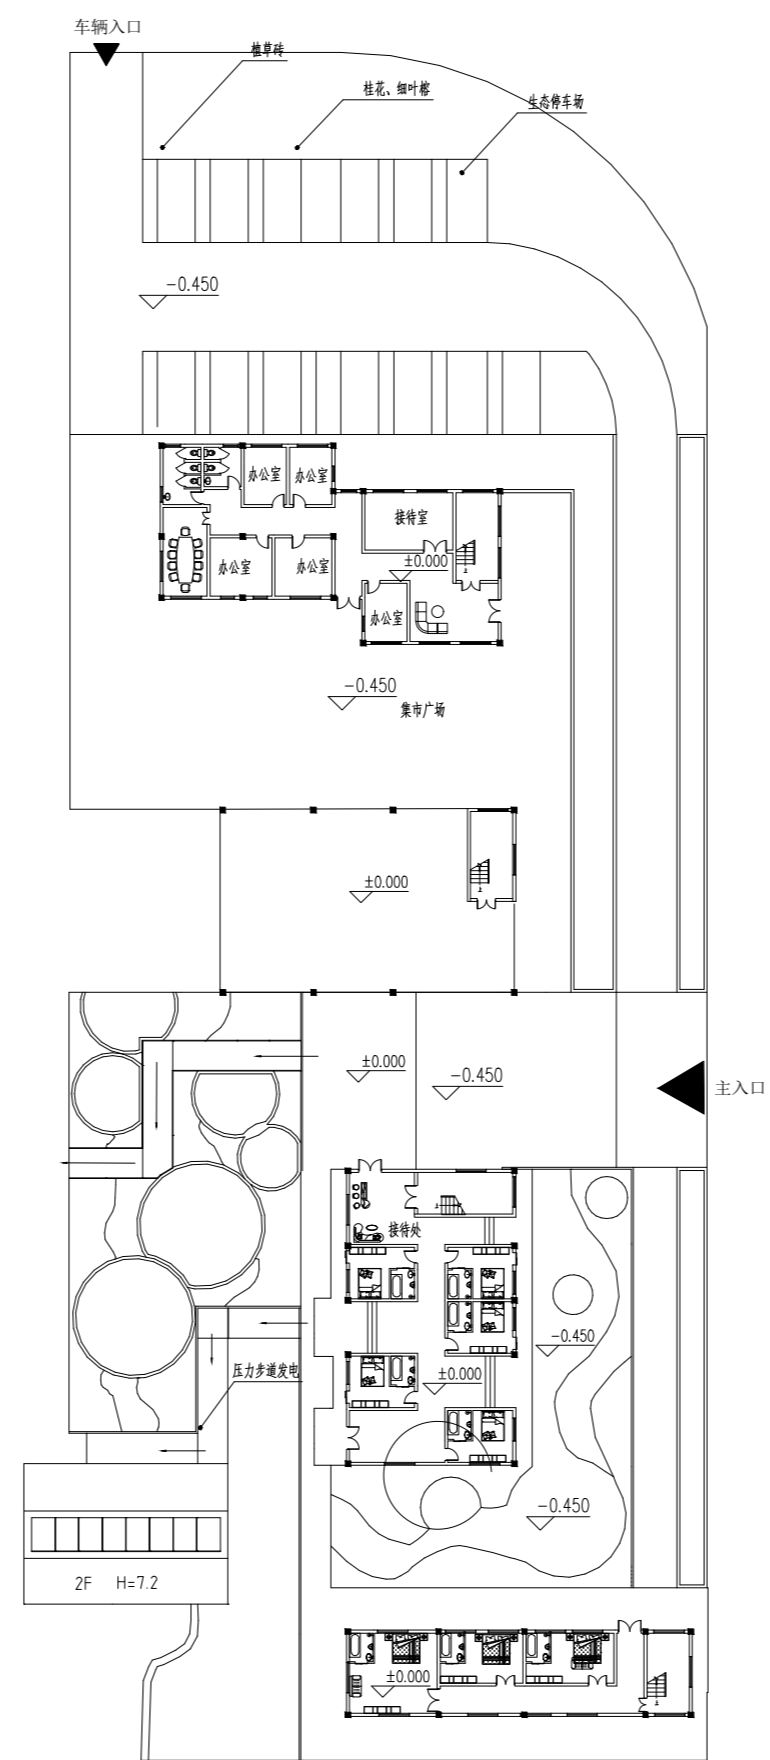 车辆入口
植草砖
桂花、细叶榕
生态停车场
-0.450
办公室
办公室
接待室
办公室
办公室
±0.000
办公室
-0.450
集市广场
±0.000
±0.000
-0.450
主入口
接待处
-0.450
压力步道发电
±0.000
-0.450
2F H=7.2
±0.000